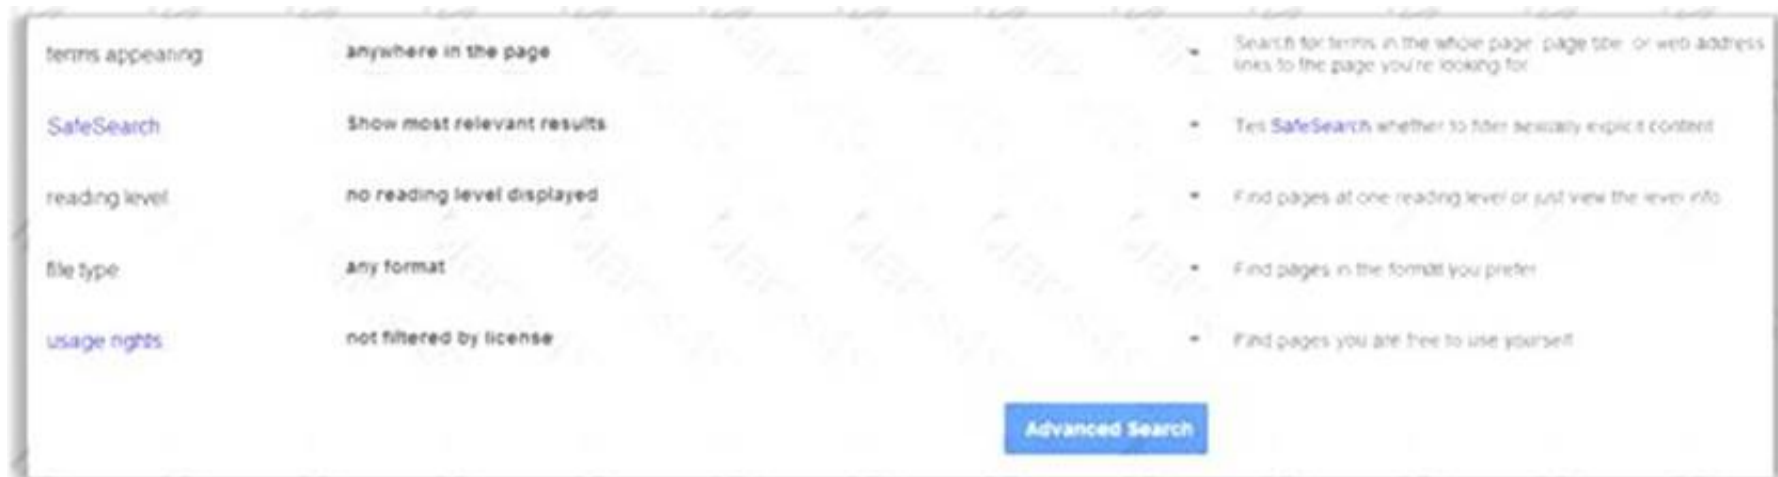 terms appearing
anywhere in the page
Search for terms in the whole page, page title, or web address,
links to the page you're looking for.
SafeSearch
Show most relevant results
Tell SafeSearch whether to filter sexually explicit content.
reading level
no reading level displayed
Find pages at one reading level or just view the level info.
file type
any format
Find pages in the format you prefer.
usage rights
not filtered by license
Find pages you are free to use yourself.
Advanced Search